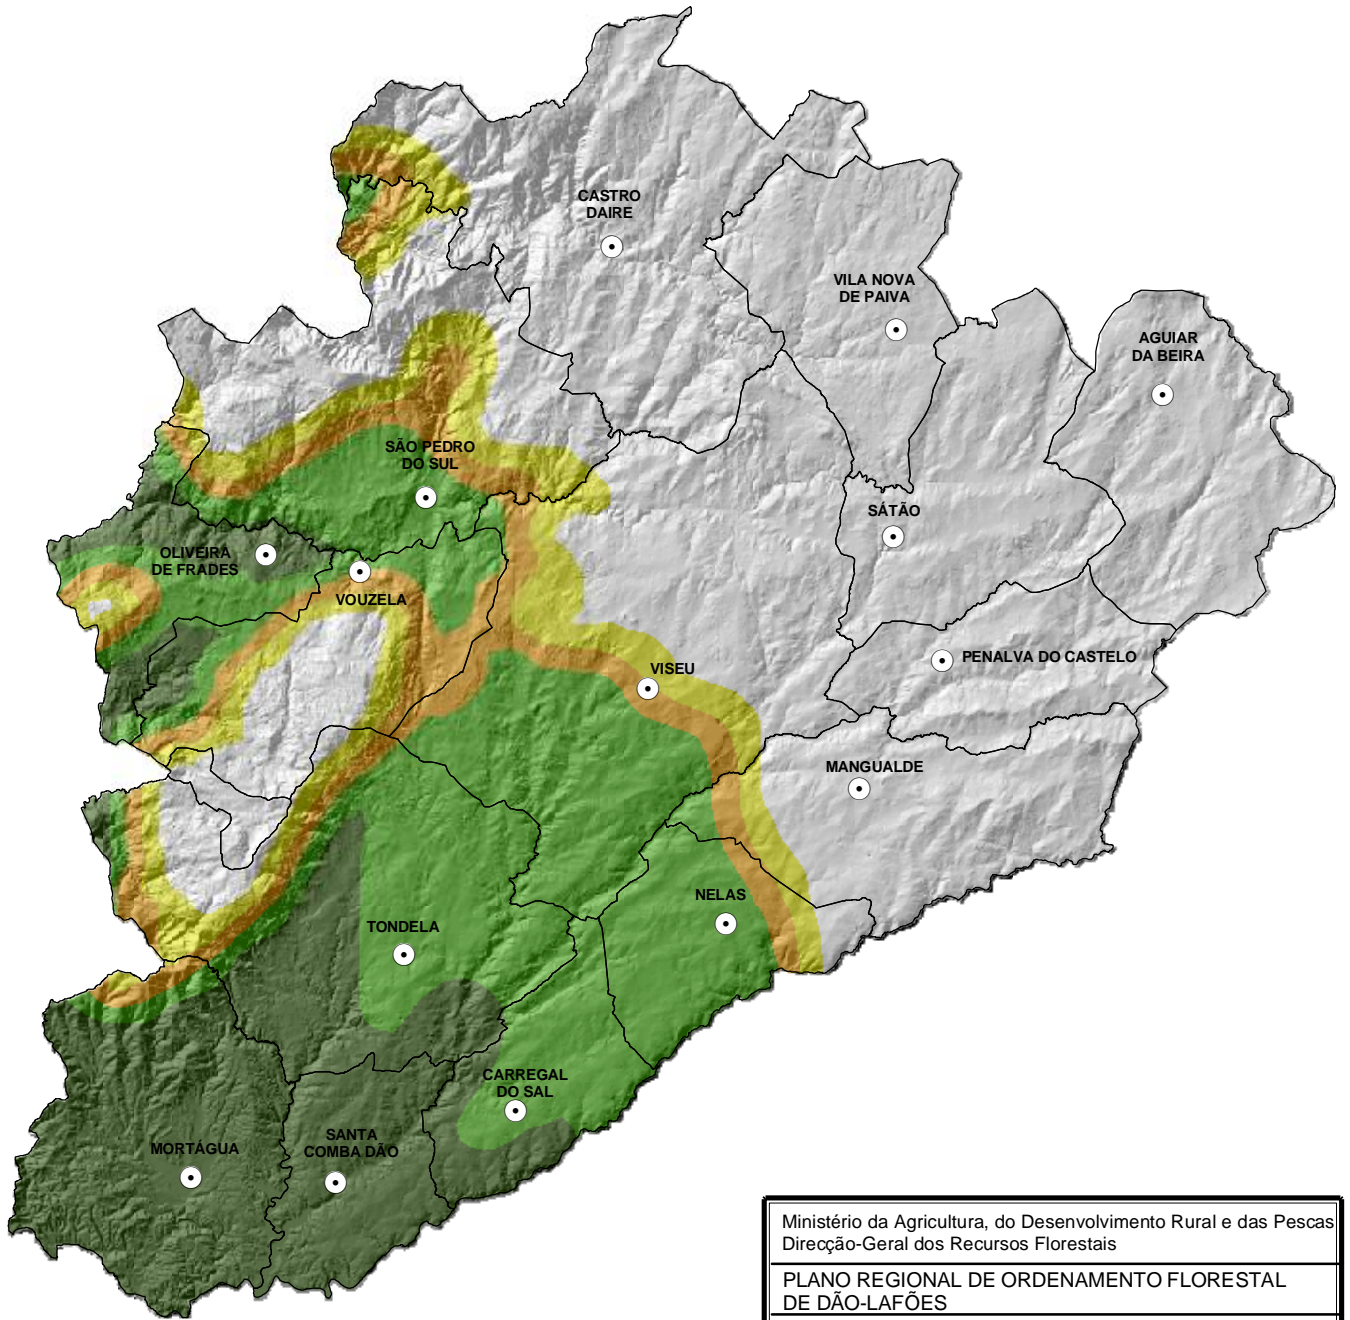 CASTRO
DAIRE
VILA NOVA
DE PAIVA
AGUIAR
DA BEIRA
SÃO PEDRO
DO SUL
SÁTÃO
OLIVEIRA
DE FRADES
VOUZELA
PENALVA DO CASTELO
VISEU
MANGUALDE
NELAS
TONDELA
CARREGAL
DO SAL
SANTA
COMBA DÃO
MORTÁGUA
Ministério da Agricultura, do Desenvolvimento Rural e das Pescas
Direcção-Geral dos Recursos Florestais
PLANO REGIONAL DE ORDENAMENTO FLORESTAL
DE DÃO-LAFÕES